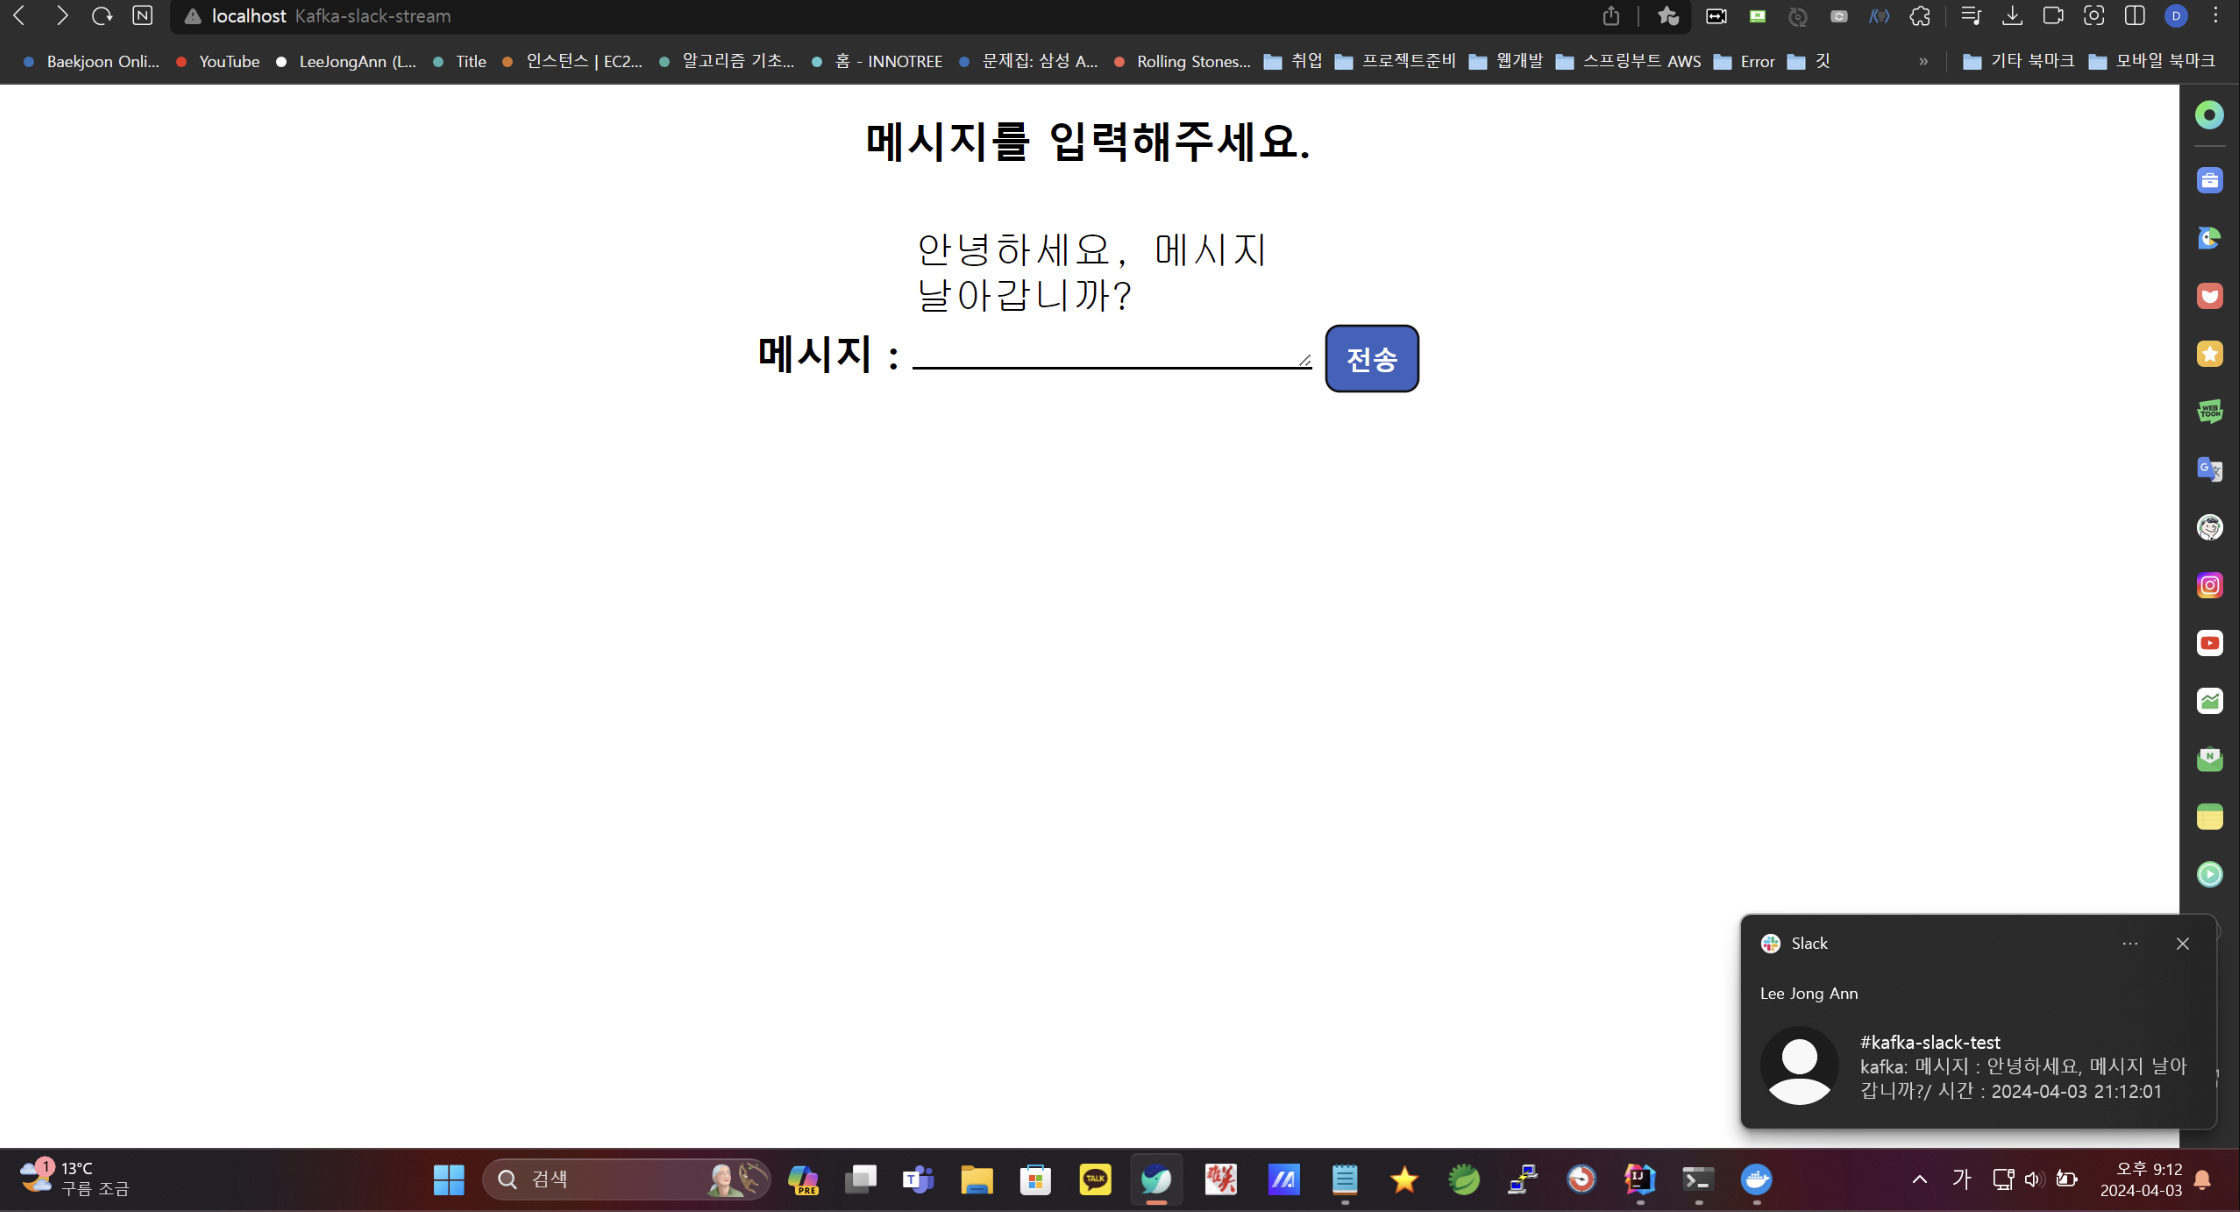 localhost Kafka-slack-stream
Baekjoon Onli... YouTube LeeJongAnn (L... Title 인스턴스 | EC2... 알고리즘 기초... 홈 - INNOTREE 문제집: 삼성 A... Rolling Stones... 취업 프로젝트준비 웹개발 스프링부트 AWS Error 깃 » 기타 북마크 모바일 북마크
메시지를 입력해주세요.
안녕하세요, 메시지
날아갑니까?
메시지 : 전송
Slack
Lee Jong Ann
#kafka-slack-test
kafka: 메시지 : 안녕하세요, 메시지 날아
갑니까?/ 시간 : 2024-04-03 21:12:01
1 13°C
구름 조금
검색
PRE
TALK
가
오후 9:12
2024-04-03
N
D
WEB
TOON
G
N
T
IJ